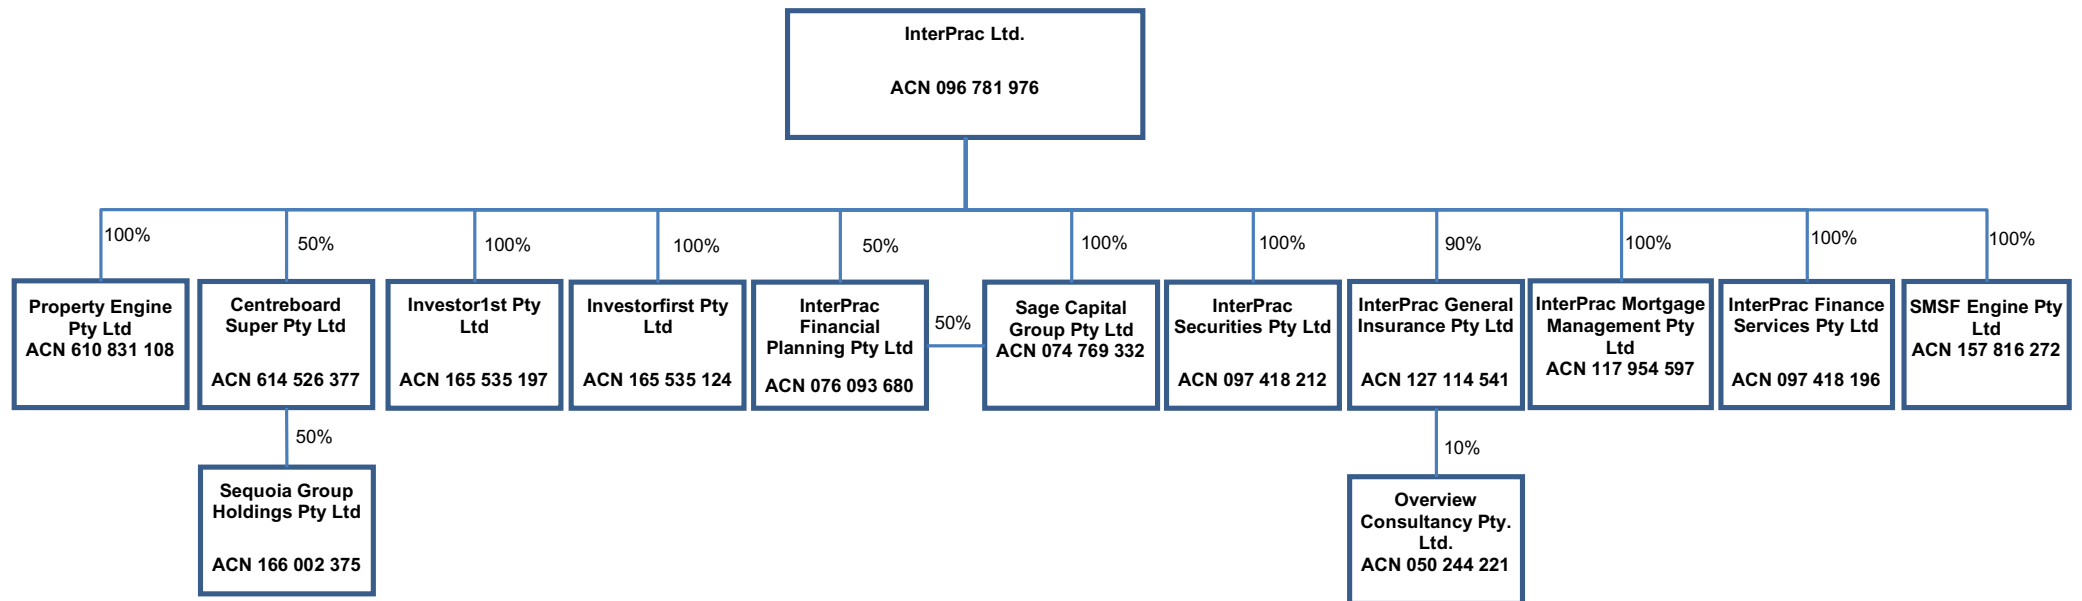 InterPrac Ltd.
ACN 096 781 976
100%
50%
100%
100%
50%
100%
100%
90%
100%
100%
100%
Property Engine
Pty Ltd
ACN 610 831 108
Centreboard
Super Pty Ltd
ACN 614 526 377
Investor1st Pty
Ltd
ACN 165 535 197
Investorfirst Pty
Ltd
ACN 165 535 124
InterPrac
Financial
Planning Pty Ltd
ACN 076 093 680
50%
Sage Capital
Group Pty Ltd
ACN 074 769 332
InterPrac
Securities Pty Ltd
ACN 097 418 212
InterPrac General
Insurance Pty Ltd
ACN 127 114 541
InterPrac Mortgage
Management Pty
Ltd
ACN 117 954 597
InterPrac Finance
Services Pty Ltd
ACN 097 418 196
SMSF Engine Pty
Ltd
ACN 157 816 272
50%
10%
Sequoia Group
Holdings Pty Ltd
ACN 166 002 375
Overview
Consultancy Pty.
Ltd.
ACN 050 244 221